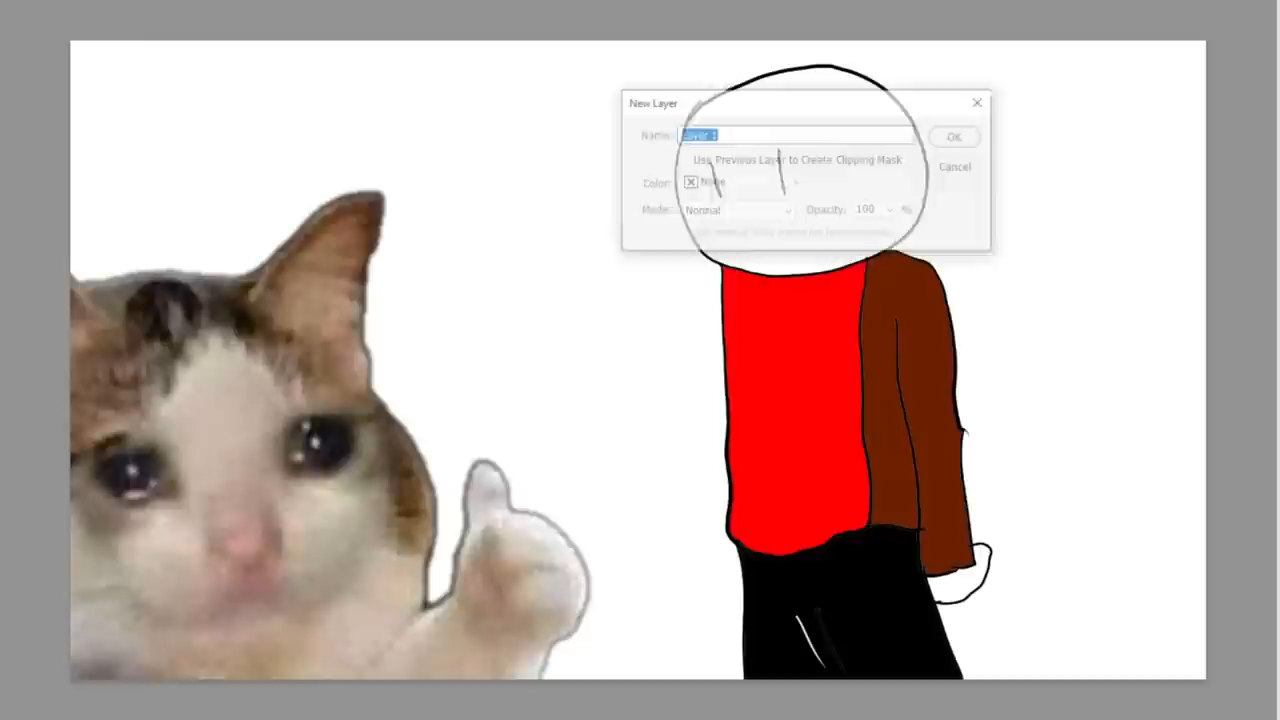 New Layer
Name: Layer 1
OK
Use Previous Layer to Create Clipping Mask
Cancel
Color: None
Mode: Normal Opacity: 100 %